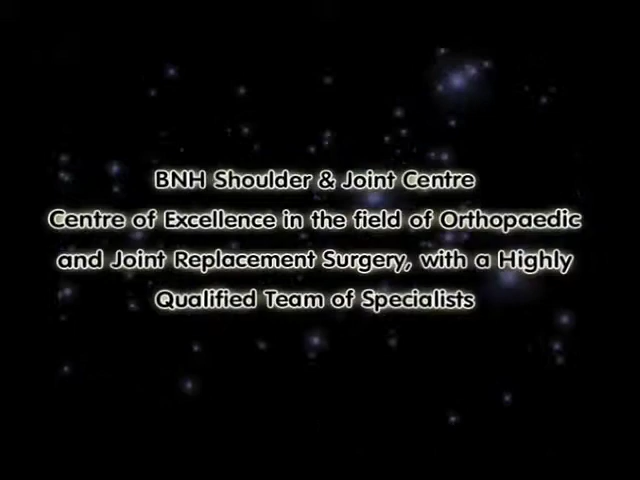 BNH Shoulder & Joint Centre
Centre of Excellence in the field of Orthopaedic
and Joint Replacement Surgery, with a Highly
Qualified Team of Specialists